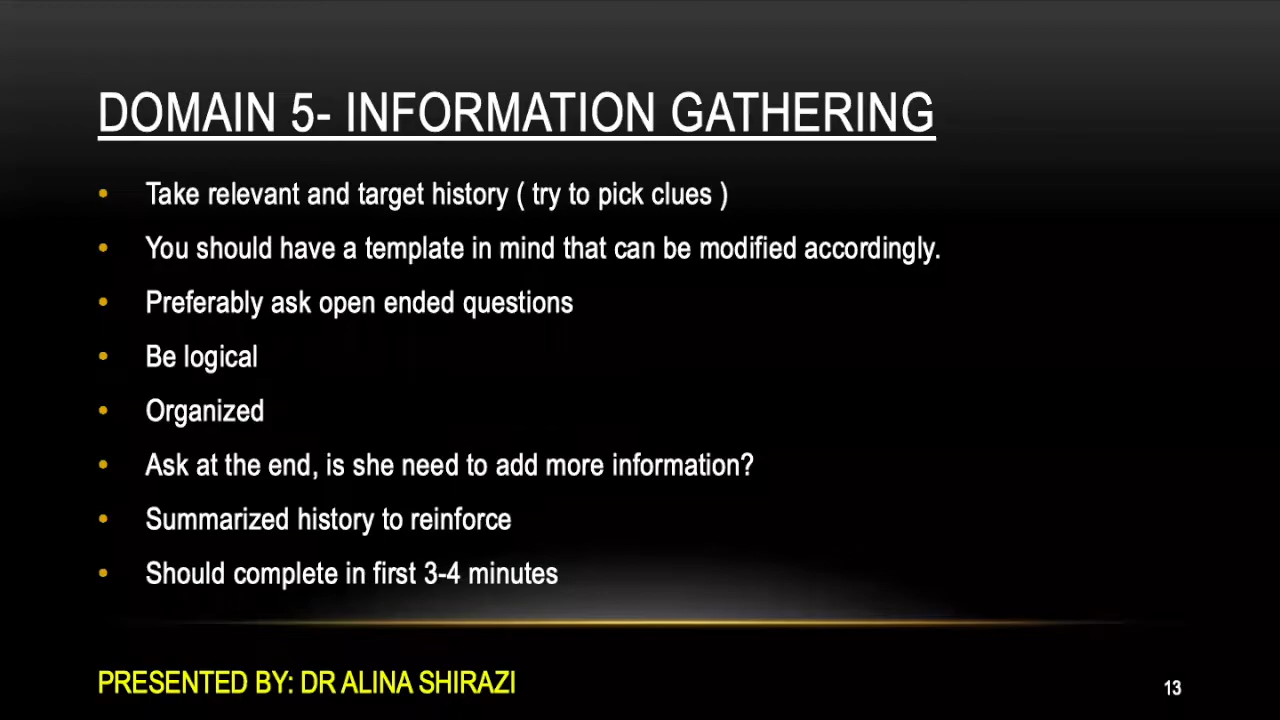 DOMAIN 5- INFORMATION GATHERING
• Take relevant and target history ( try to pick clues )
• You should have a template in mind that can be modified accordingly.
• Preferably ask open ended questions
• Be logical
• Organized
• Ask at the end, is she need to add more information?
• Summarized history to reinforce
• Should complete in first 3-4 minutes
PRESENTED BY: DR ALINA SHIRAZI
13